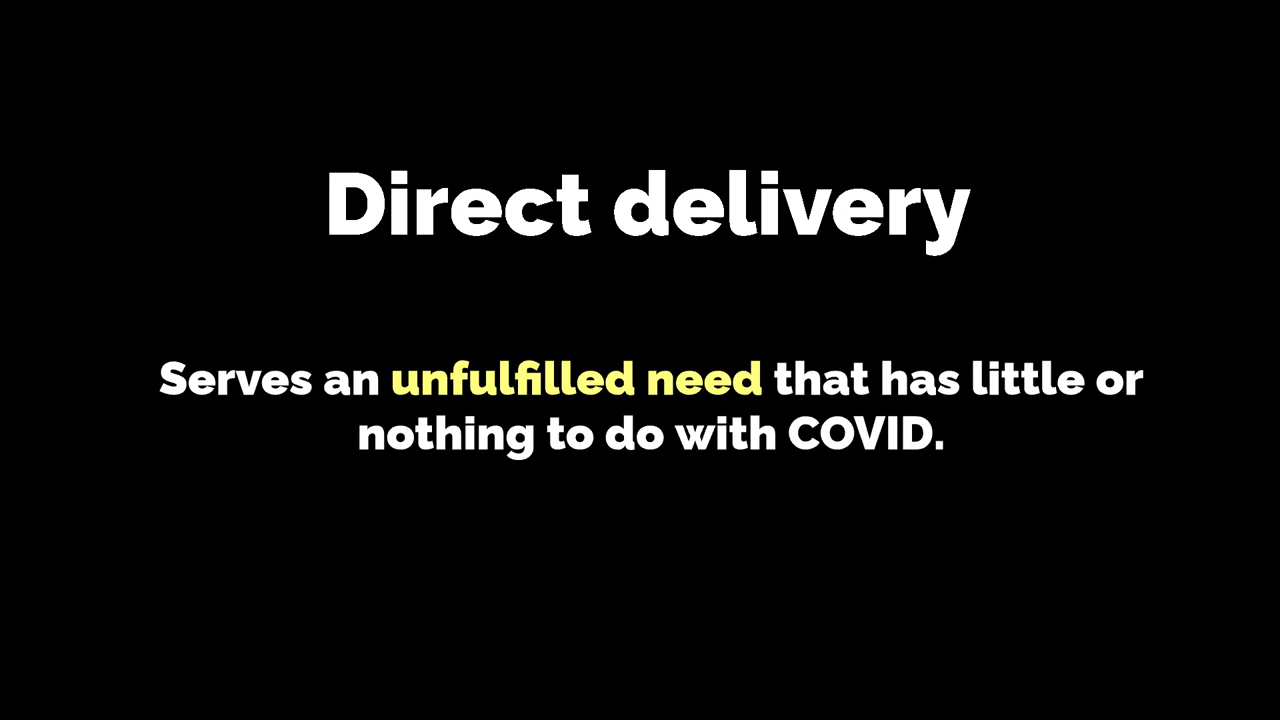 Direct delivery
Serves an unfulfilled need that has little or
nothing to do with COVID.